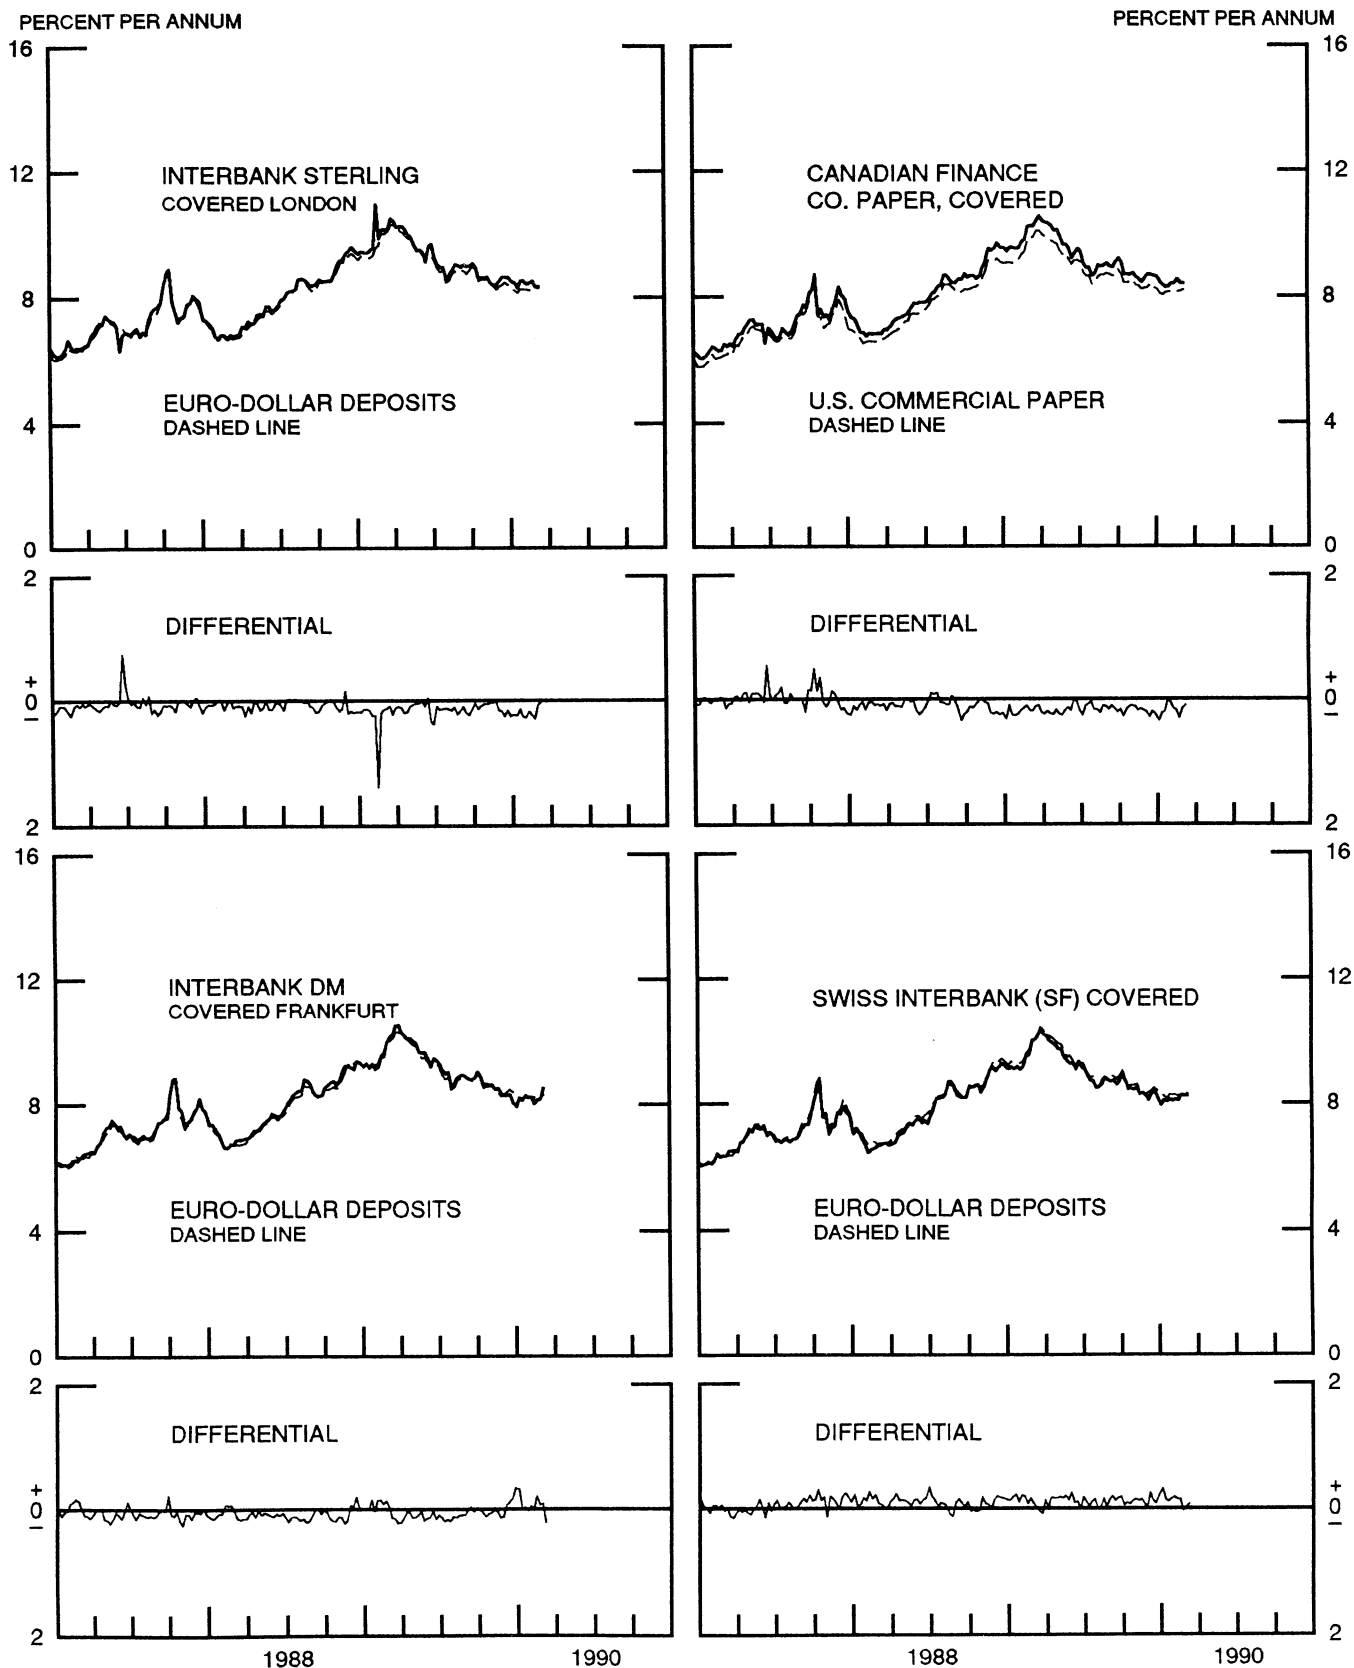 PERCENT PER ANNUM
PERCENT PER ANNUM
16
12
8
4
0
INTERBANK STERLING
COVERED LONDON
EURO-DOLLAR DEPOSITS
DASHED LINE
16
12
8
4
0
CANADIAN FINANCE
CO. PAPER, COVERED
U.S. COMMERCIAL PAPER
DASHED LINE
2
+
0
–
2
DIFFERENTIAL
2
+
0
–
2
DIFFERENTIAL
16
12
8
4
0
INTERBANK DM
COVERED FRANKFURT
EURO-DOLLAR DEPOSITS
DASHED LINE
16
12
8
4
0
SWISS INTERBANK (SF) COVERED
EURO-DOLLAR DEPOSITS
DASHED LINE
2
+
0
–
2
DIFFERENTIAL
2
+
0
–
2
DIFFERENTIAL
1988
1990
1988
1990